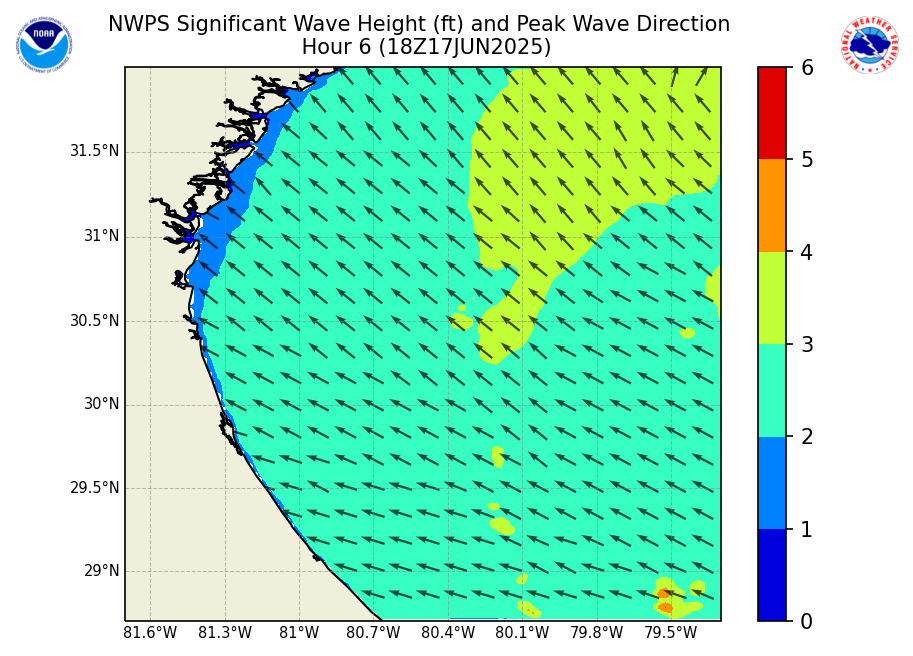 NWPS Significant Wave Height (ft) and Peak Wave Direction
Hour 6 (18Z17JUN2025)
NOAA
NATIONAL WEATHER SERVICE
31.5°N
31°N
30.5°N
30°N
29.5°N
29°N
81.6°W 81.3°W 81°W 80.7°W 80.4°W 80.1°W 79.8°W 79.5°W
6
5
4
3
2
1
0